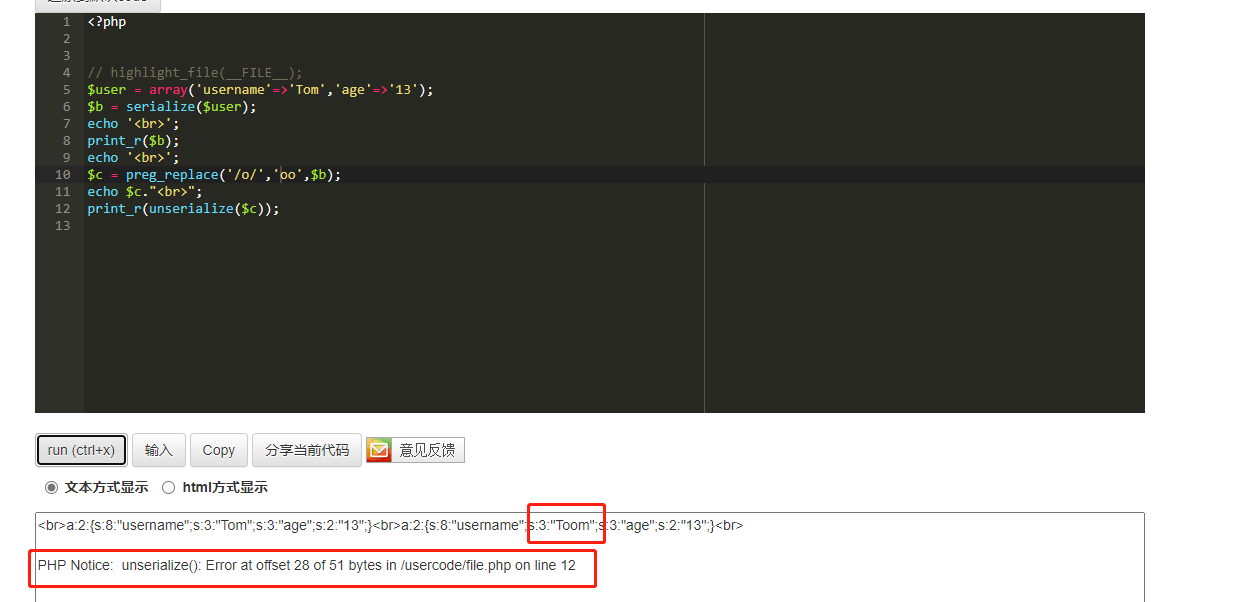 1 <?php
2
3
4 // highlight_file(__FILE__);
5 $user = array('username'=>'Tom','age'=>'13');
6 $b = serialize($user);
7 echo '<br>';
8 print_r($b);
9 echo '<br>';
10 $c = preg_replace('/o/','oo',$b);
11 echo $c."<br>";
12 print_r(unserialize($c));
13
run (ctrl+x) 输入 Copy 分享当前代码 意见反馈
文本方式显示 html方式显示
<br>a:2:{s:8:"username";s:3:"Tom";s:3:"age";s:2:"13";}<br>a:2:{s:8:"username";s:3:"Toom";s:3:"age";s:2:"13";}<br>
PHP Notice:  unserialize(): Error at offset 28 of 51 bytes in /usercode/file.php on line 12